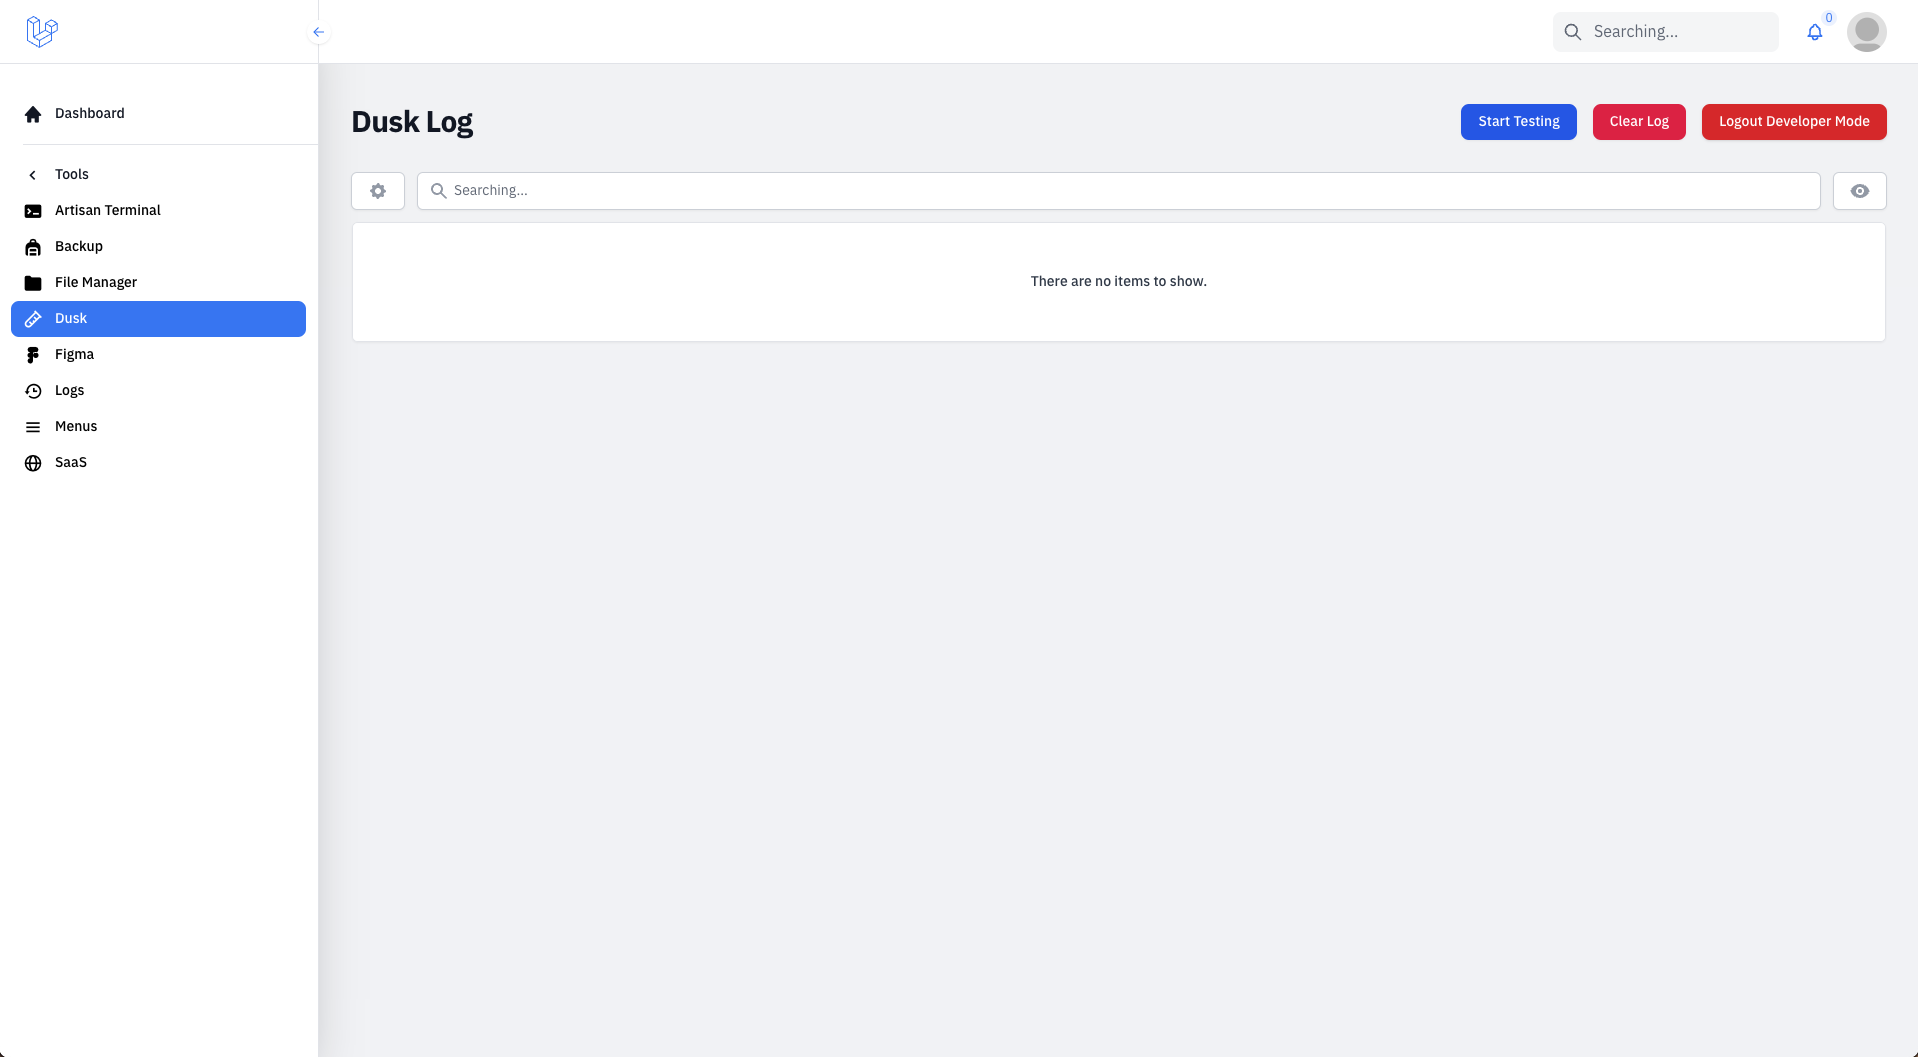 Searching...
0
Dashboard
Tools
Artisan Terminal
Backup
File Manager
Dusk
Figma
Logs
Menus
SaaS
Dusk Log
Start Testing
Clear Log
Logout Developer Mode
Searching...
There are no items to show.